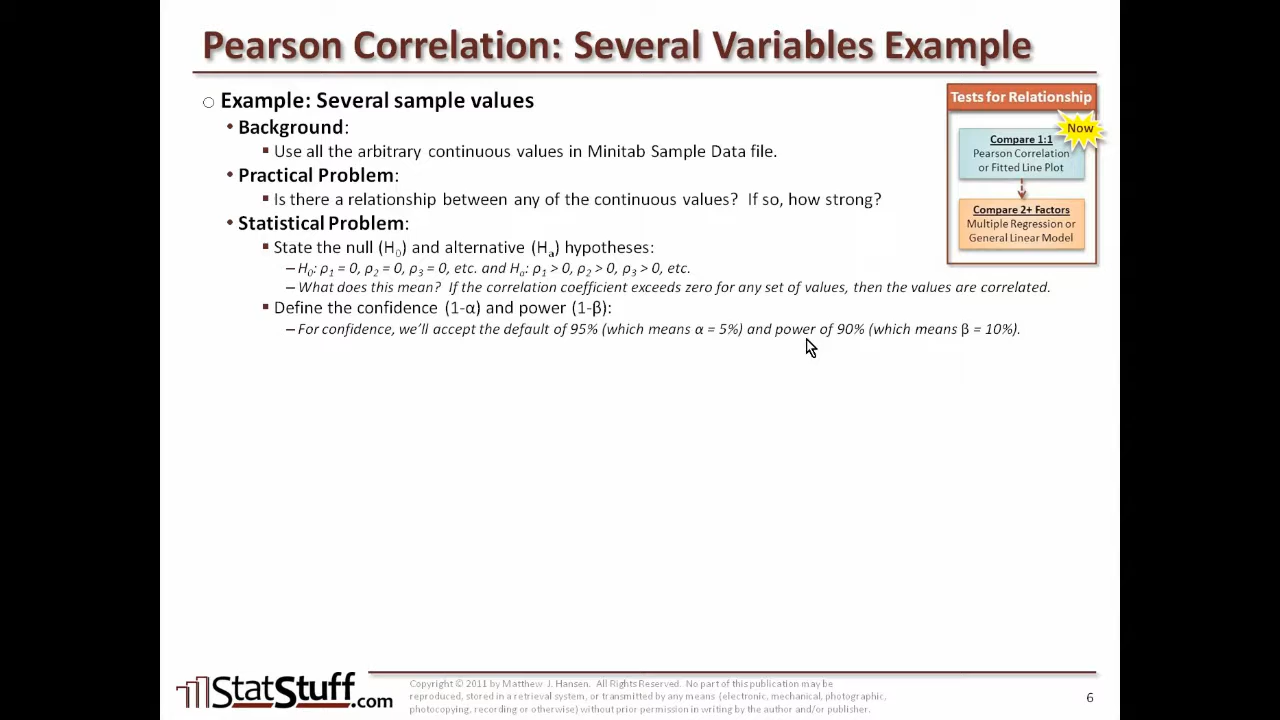 Pearson Correlation: Several Variables Example
○ Example: Several sample values
• Background:
▪ Use all the arbitrary continuous values in Minitab Sample Data file.
• Practical Problem:
▪ Is there a relationship between any of the continuous values? If so, how strong?
• Statistical Problem:
▪ State the null (H₀) and alternative (Hₐ) hypotheses:
– H₀: ρ₁ = 0, ρ₂ = 0, ρ₃ = 0, etc. and Hₐ: ρ₁ > 0, ρ₂ > 0, ρ₃ > 0, etc.
– What does this mean? If the correlation coefficient exceeds zero for any set of values, then the values are correlated.
▪ Define the confidence (1-α) and power (1-β):
– For confidence, we'll accept the default of 95% (which means α = 5%) and power of 90% (which means β = 10%).
Tests for Relationship
Now
Compare 1:1
Pearson Correlation
or Fitted Line Plot
Compare 2+ Factors
Multiple Regression or
General Linear Model
StatStuff.com
Copyright © 2011 by Matthew J. Hansen. All Rights Reserved. No part of this publication may be
reproduced, stored in a retrieval system, or transmitted by any means (electronic, mechanical, photographic,
photocopying, recording or otherwise) without prior permission in writing by the author and/or publisher.
6